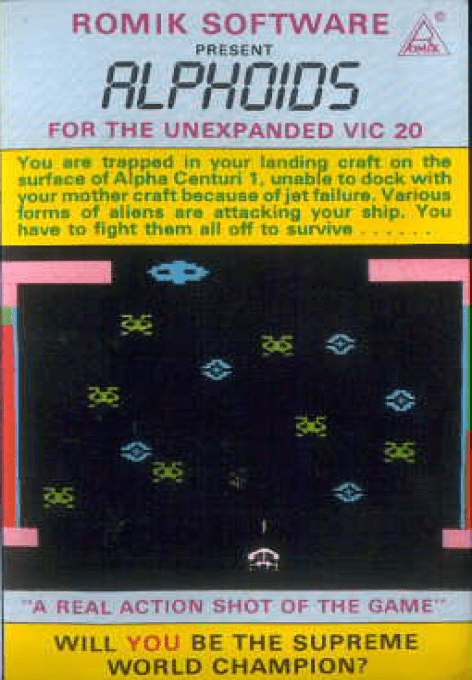 ROMIK SOFTWARE
©
ROMIK
PRESENT
ALPHOIDS
FOR THE UNEXPANDED VIC 20
You are trapped in your landing craft on the
surface of Alpha Centuri 1, unable to dock with
your mother craft because of jet failure. Various
forms of aliens are attacking your ship. You
have to fight them all off to survive . . . . . .
"A REAL ACTION SHOT OF THE GAME"
WILL YOU BE THE SUPREME
WORLD CHAMPION?